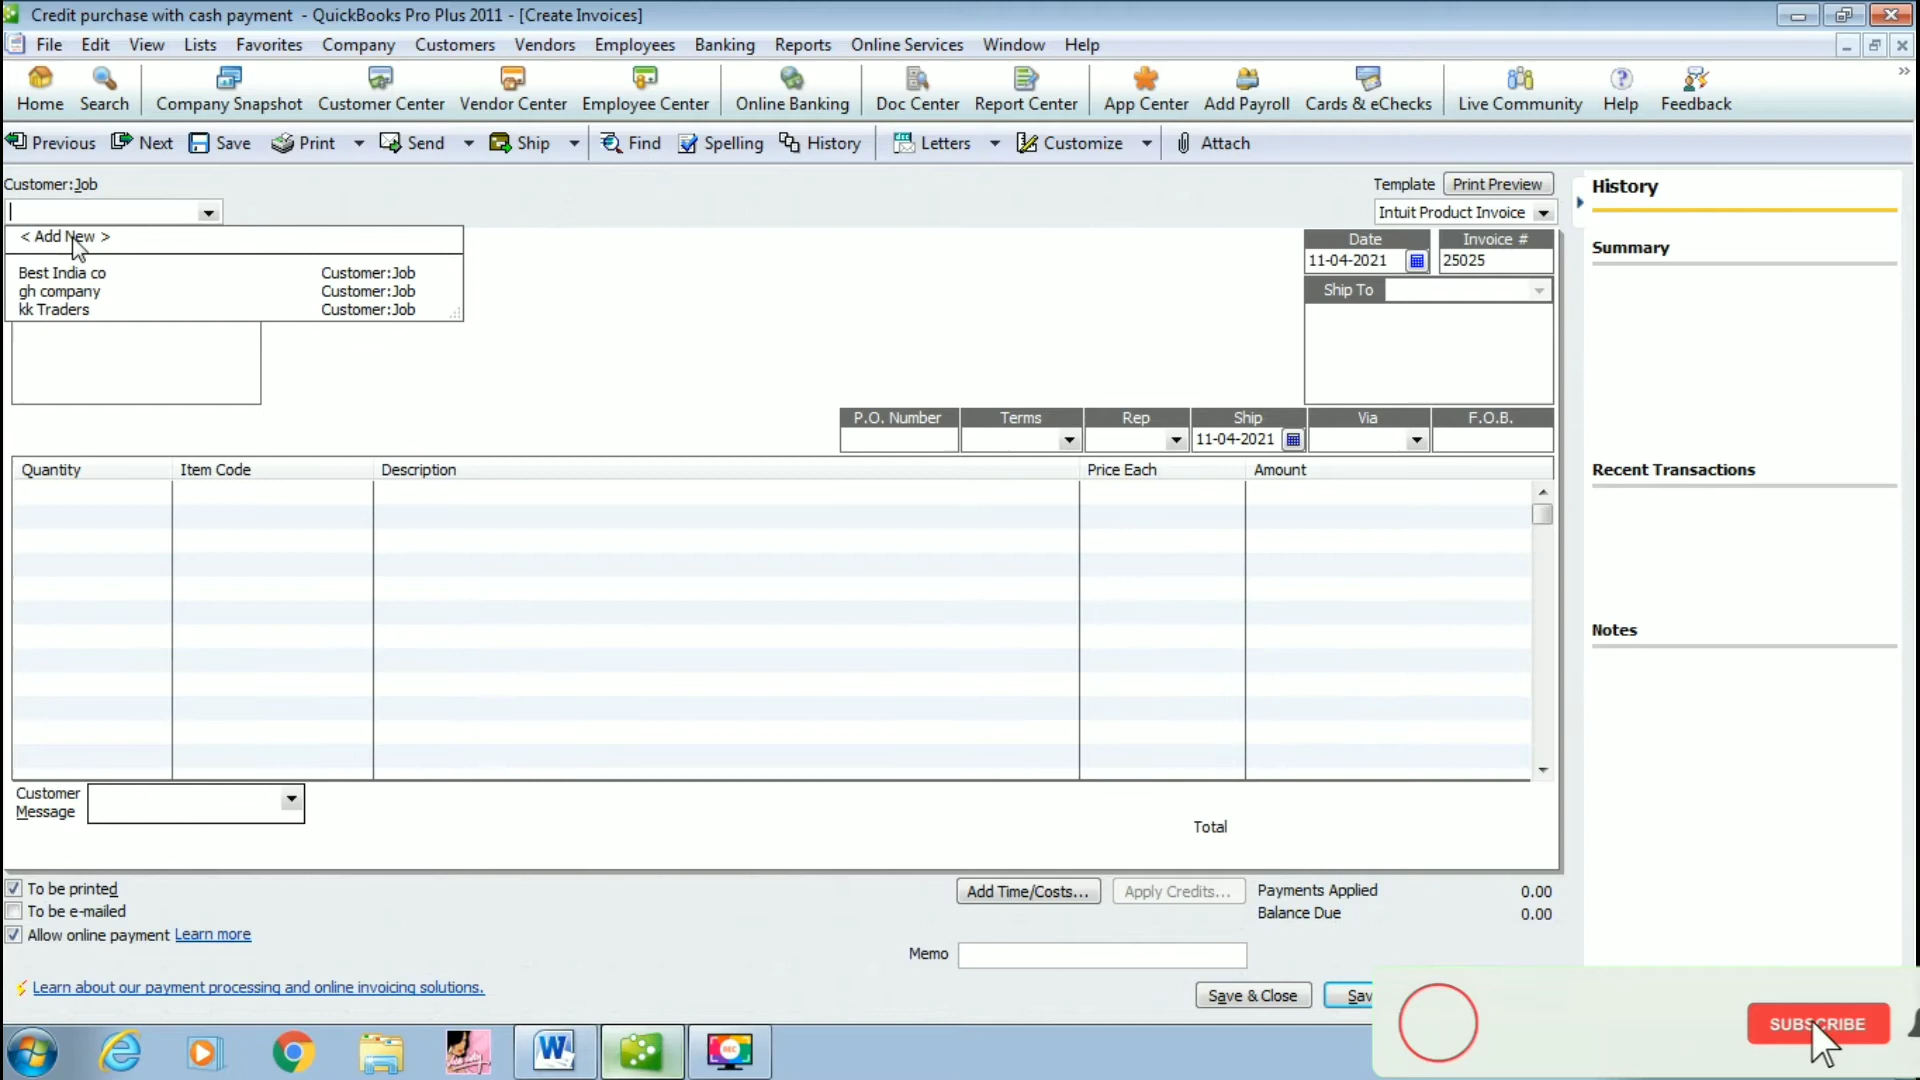 Credit purchase with cash payment - QuickBooks Pro Plus 2011 - [Create Invoices]
File Edit View Lists Favorites Company Customers Vendors Employees Banking Reports Online Services Window Help
Home Search Company Snapshot Customer Center Vendor Center Employee Center Online Banking Doc Center Report Center App Center Add Payroll Cards & eChecks Live Community Help Feedback
Previous Next Save Print Send Ship Find Spelling History Letters Customize Attach
Customer:Job
Template Print Preview
Intuit Product Invoice
< Add New >
Best India co Customer:Job
gh company Customer:Job
kk Traders Customer:Job
Date Invoice #
11-04-2021 25025
Ship To
P.O. Number Terms Rep Ship Via F.O.B.
11-04-2021
Quantity Item Code Description Price Each Amount
Customer
Message
Total
To be printed
To be e-mailed
Allow online payment Learn more
Add Time/Costs... Apply Credits... Payments Applied 0.00
Balance Due 0.00
Memo
Learn about our payment processing and online invoicing solutions.
Save & Close Sav
History
Summary
Recent Transactions
Notes
W
REC
SUBSCRIBE